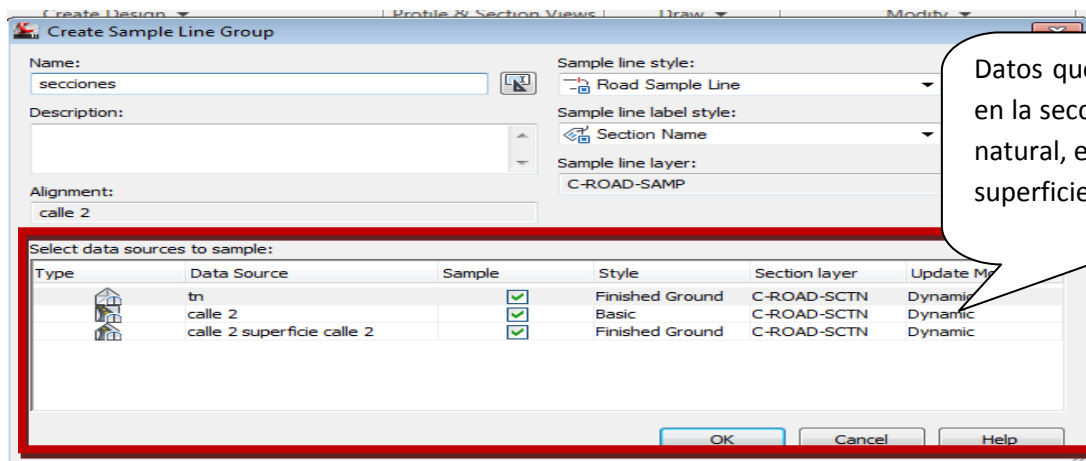 Create Design Profile & Section Views Draw Modify
Create Sample Line Group
Name:
secciones
Description:
Alignment:
calle 2
Sample line style:
Road Sample Line
Sample line label style:
Section Name
Sample line layer:
C-ROAD-SAMP
Datos
en la
natural,
Select data sources to sample:
Type Data Source Sample Style Section layer Update
tn Finished Ground C-ROAD-SCTN Dynamic
calle 2 Basic C-ROAD-SCTN Dynamic
calle 2 superficie calle 2 Finished Ground C-ROAD-SCTN Dynamic
OK Cancel Help